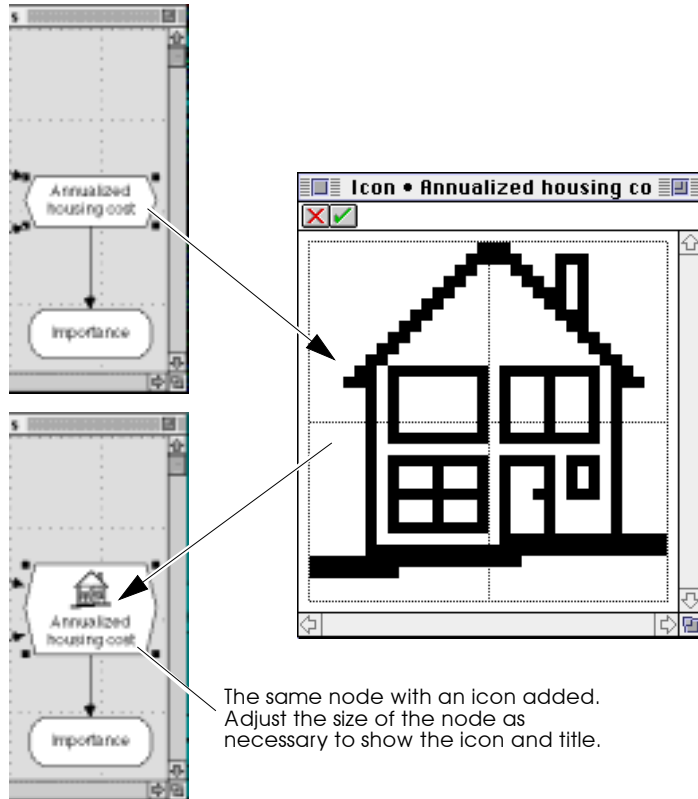 s
Annualized
housing cost
Importance
Icon • Annualized housing co
s
Annualized
housing cost
Importance
The same node with an icon added.
Adjust the size of the node as
necessary to show the icon and title.